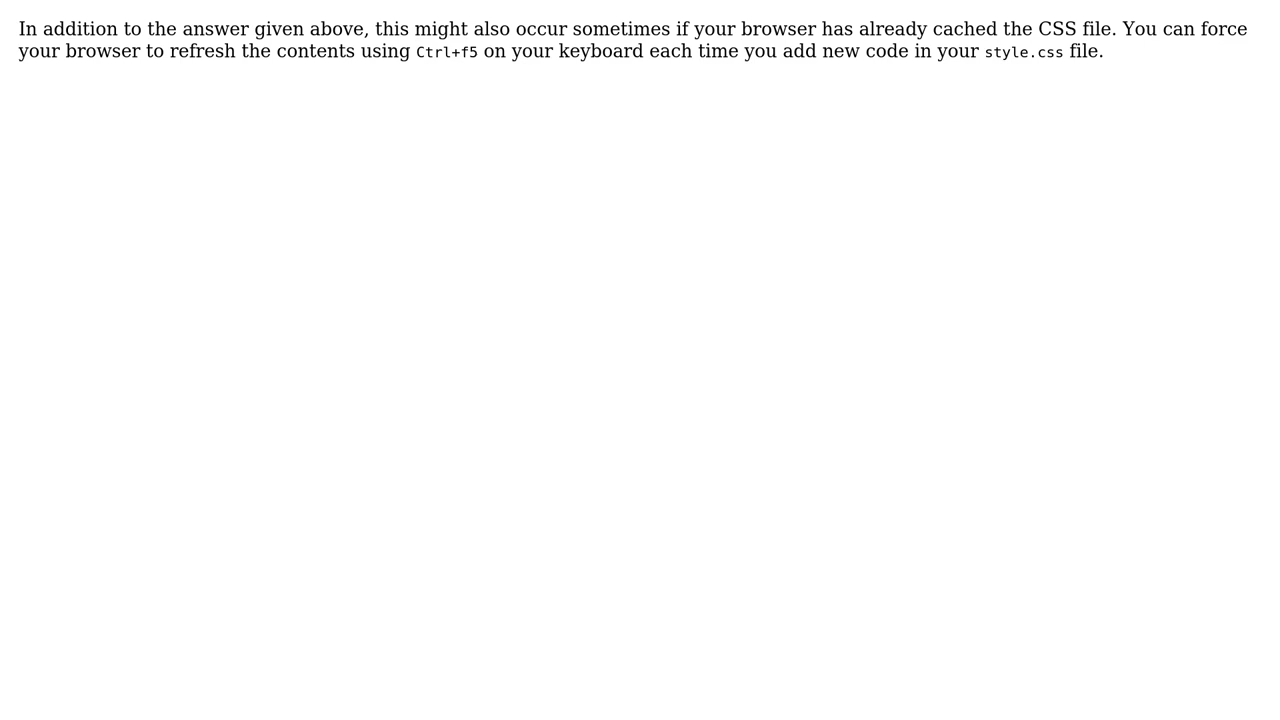 In addition to the answer given above, this might also occur sometimes if your browser has already cached the CSS file. You can force
your browser to refresh the contents using Ctrl+f5 on your keyboard each time you add new code in your style.css file.